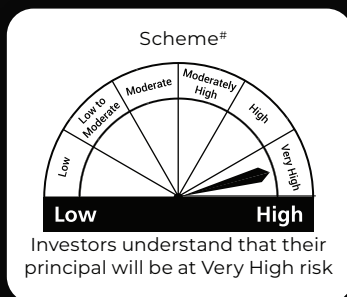 Scheme#
Low
Low to
Moderate
Moderate
Moderately
High
High
Very High
Low High
Investors understand that their
principal will be at Very High risk